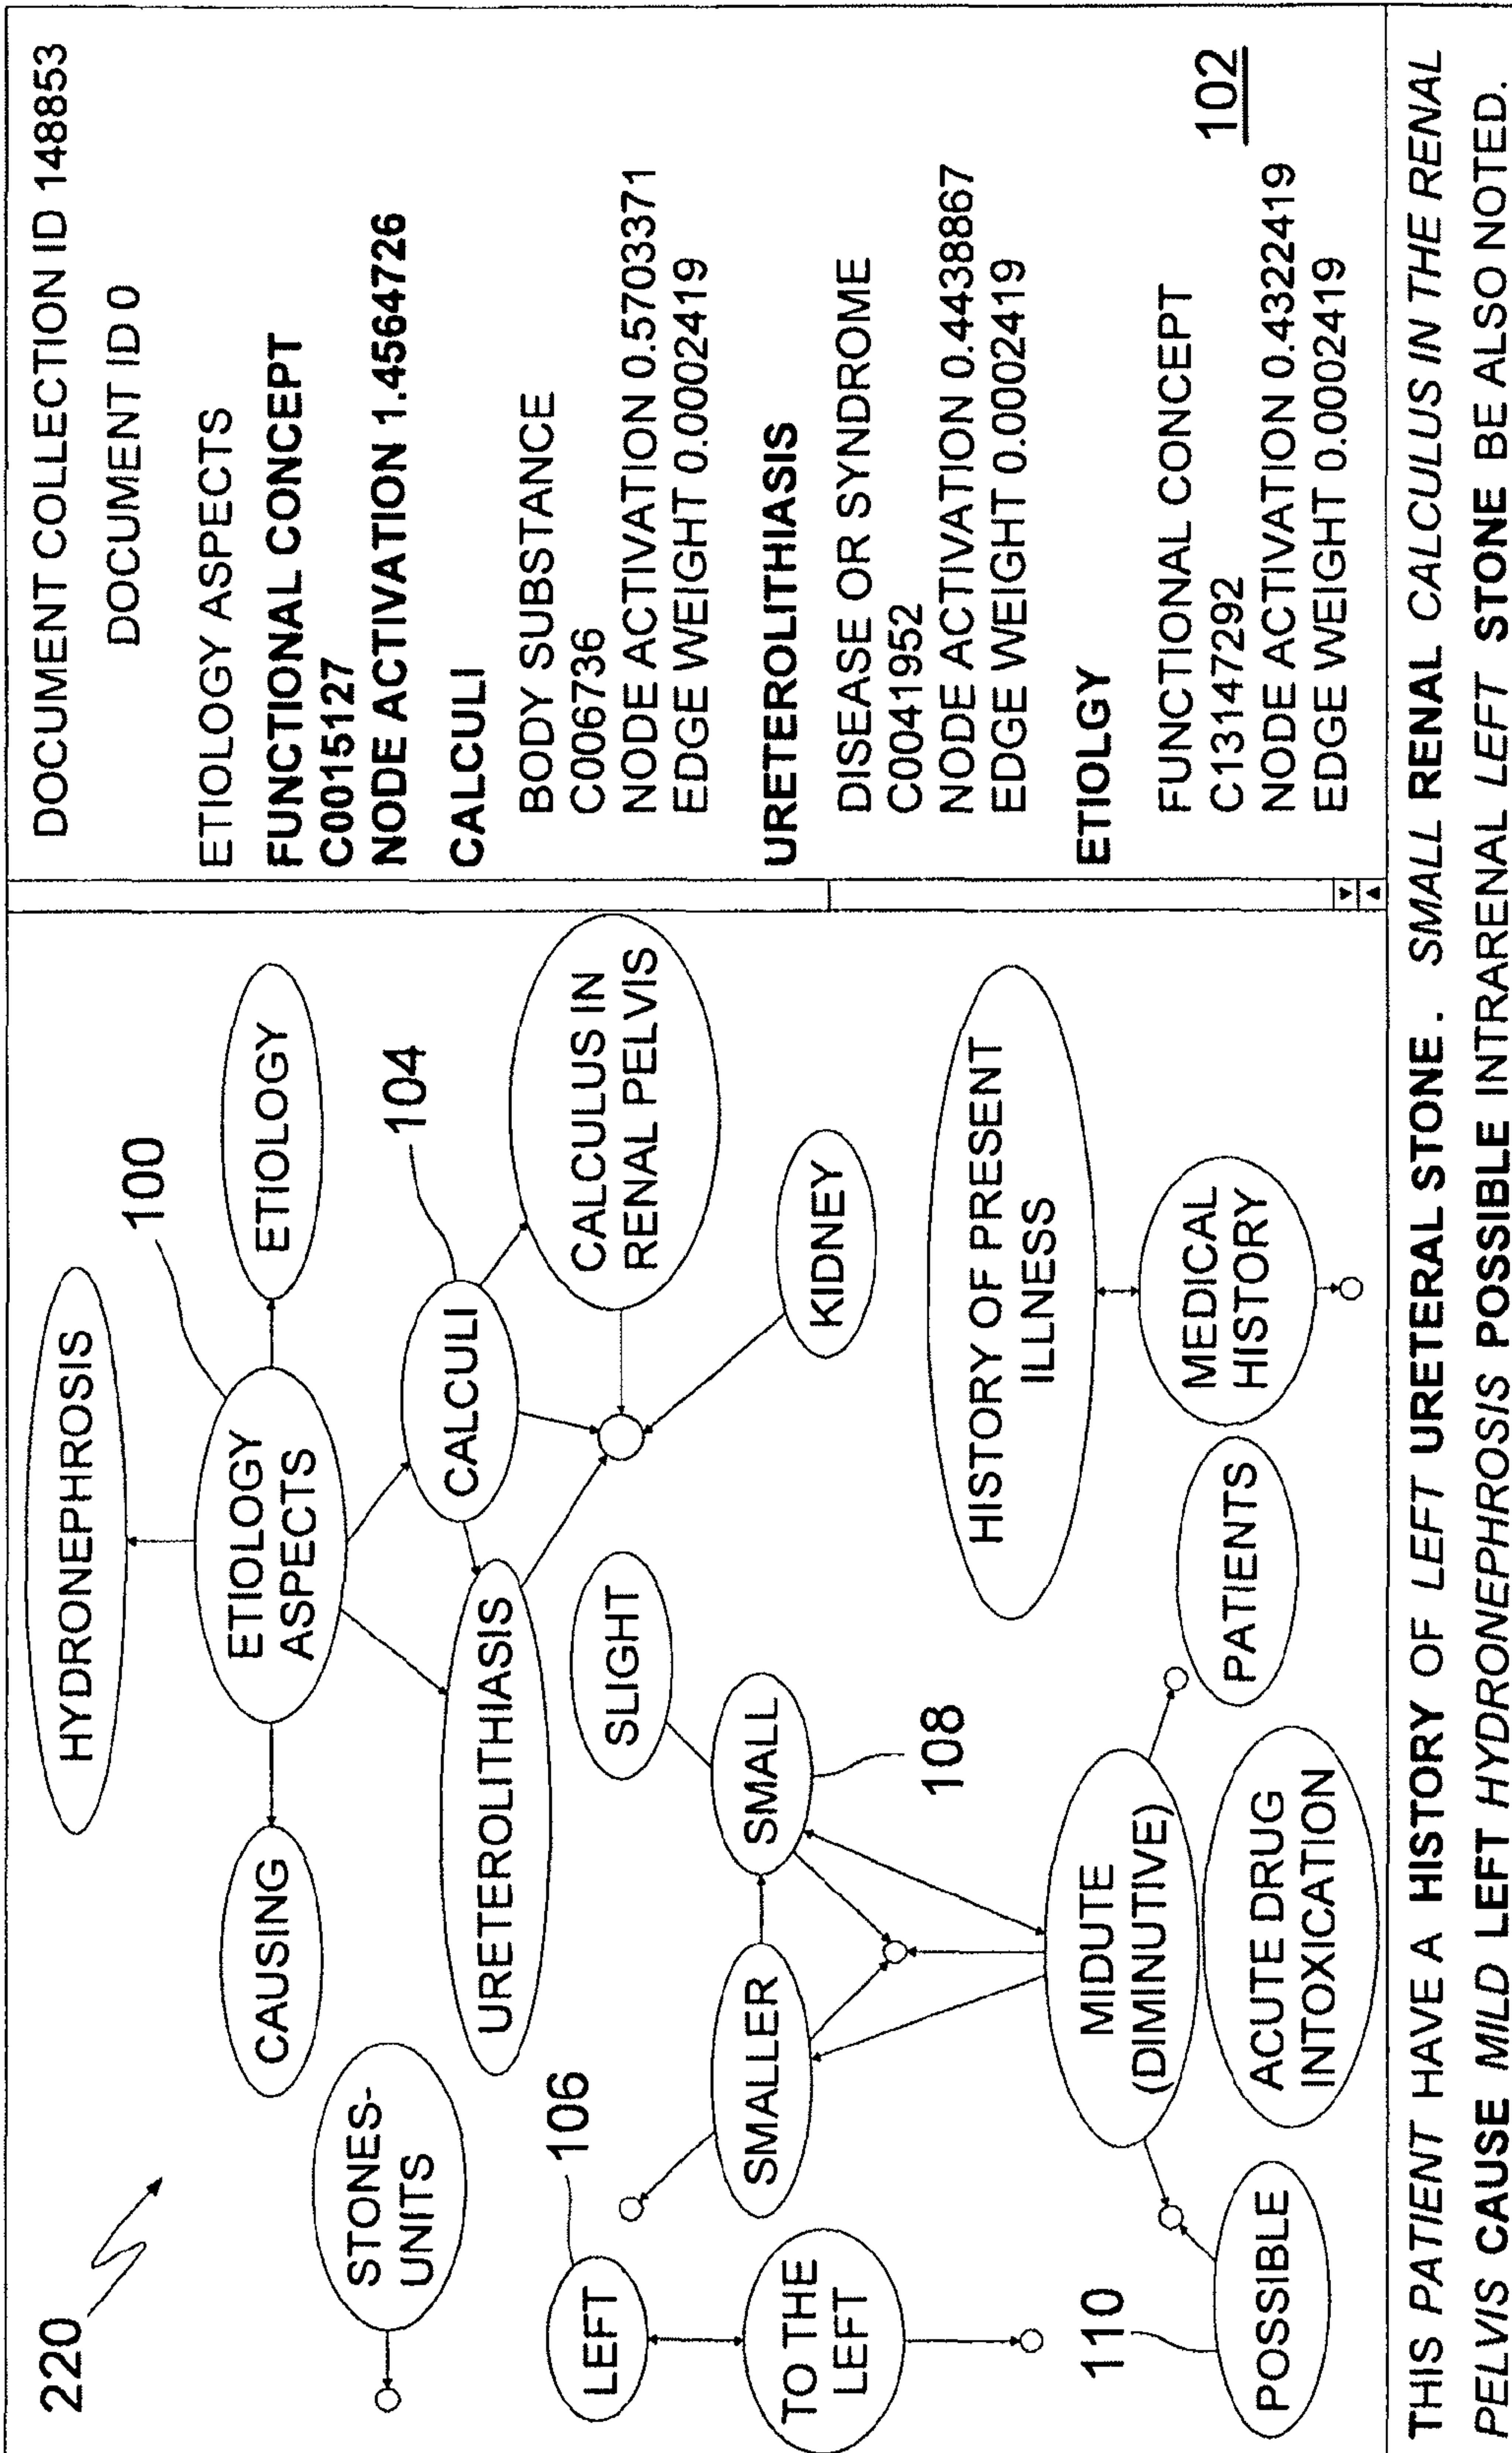 220
HYDRONEPHROSIS
100
CAUSING
ETIOLOGY
ASPECTS
ETIOLOGY
STONES-
UNITS
104
URETEROLITHIASIS
CALCULI
CALCULUS IN
RENAL PELVIS
106
LEFT
SLIGHT
SMALLER
SMALL
KIDNEY
TO THE
LEFT
108
HISTORY OF PRESENT
ILLNESS
110
MIDUTE
(DIMINUTIVE)
PATIENTS
MEDICAL
HISTORY
POSSIBLE
ACUTE DRUG
INTOXICATION
DOCUMENT COLLECTION ID 148853
DOCUMENT ID 0
ETIOLOGY ASPECTS
FUNCTIONAL CONCEPT
C0015127
NODE ACTIVATION 1.4564726
CALCULI
BODY SUBSTANCE
C006736
NODE ACTIVATION 0.5703371
EDGE WEIGHT 0.0002419
URETEROLITHIASIS
DISEASE OR SYNDROME
C0041952
NODE ACTIVATION 0.4438867
EDGE WEIGHT 0.0002419
ETIOLGY
FUNCTIONAL CONCEPT
C13147292
NODE ACTIVATION 0.4322419
EDGE WEIGHT 0.0002419
102
THIS PATIENT HAVE A HISTORY OF LEFT URETERAL STONE . SMALL RENAL CALCULUS IN THE RENAL
PELVIS CAUSE MILD LEFT HYDRONEPHROSIS POSSIBLE INTRARENAL LEFT STONE BE ALSO NOTED.